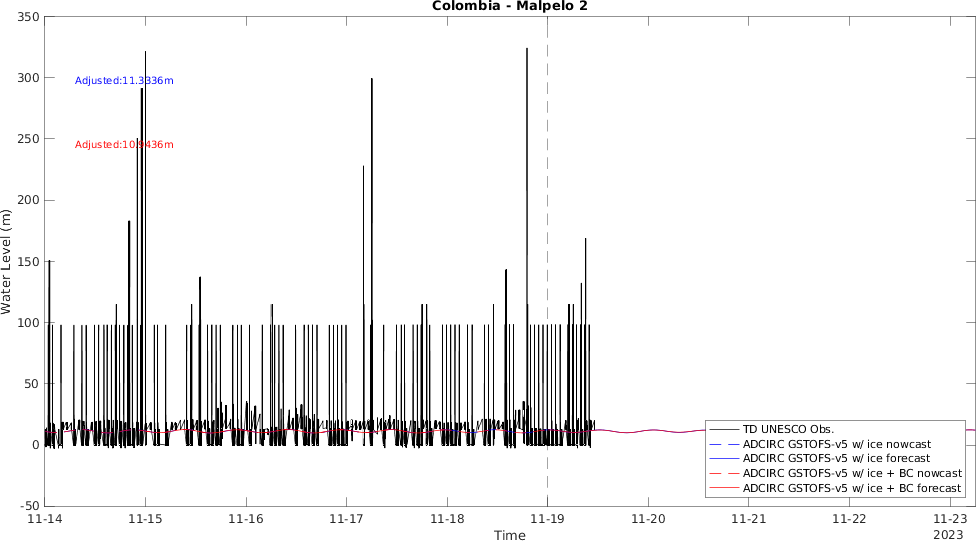 Colombia - Malpelo 2
350
300
250
200
150
100
50
0
-50
Water Level (m)
Adjusted:11.3336m
Adjusted:10.9436m
TD UNESCO Obs.
ADCIRC GSTOFS-v5 w/ ice nowcast
ADCIRC GSTOFS-v5 w/ ice forecast
ADCIRC GSTOFS-v5 w/ ice + BC nowcast
ADCIRC GSTOFS-v5 w/ ice + BC forecast
11-14 11-15 11-16 11-17 11-18 11-19 11-20 11-21 11-22 11-23
Time
2023